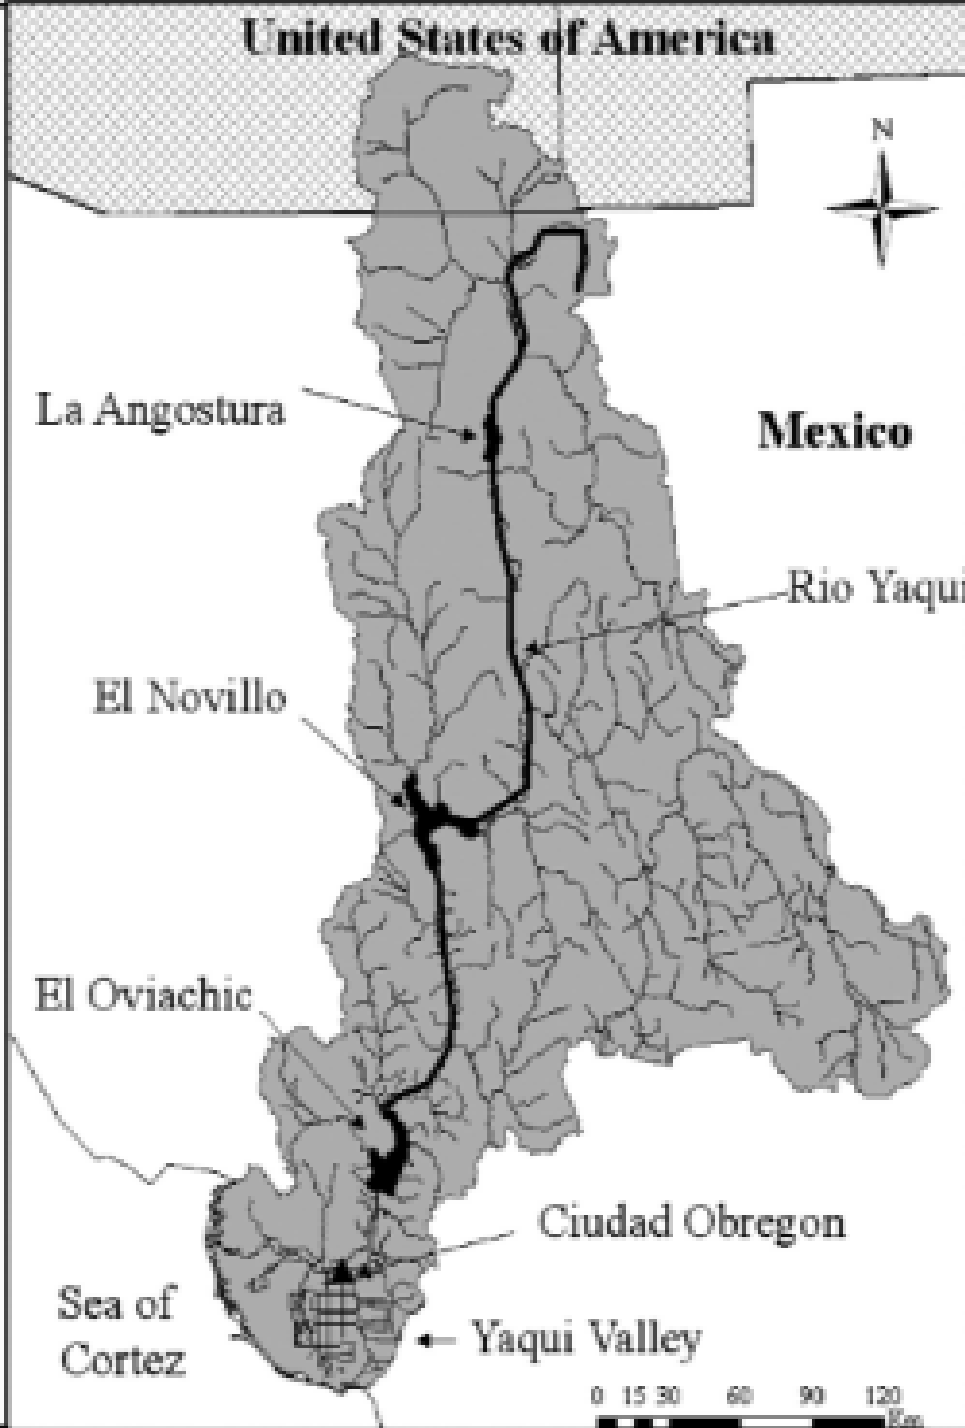 United States of America
N
La Angostura
Mexico
Rio Yaqui
El Novillo
El Oviachic
Ciudad Obregon
Sea of
Cortez
Yaqui Valley
0 15 30 60 90 120
Km